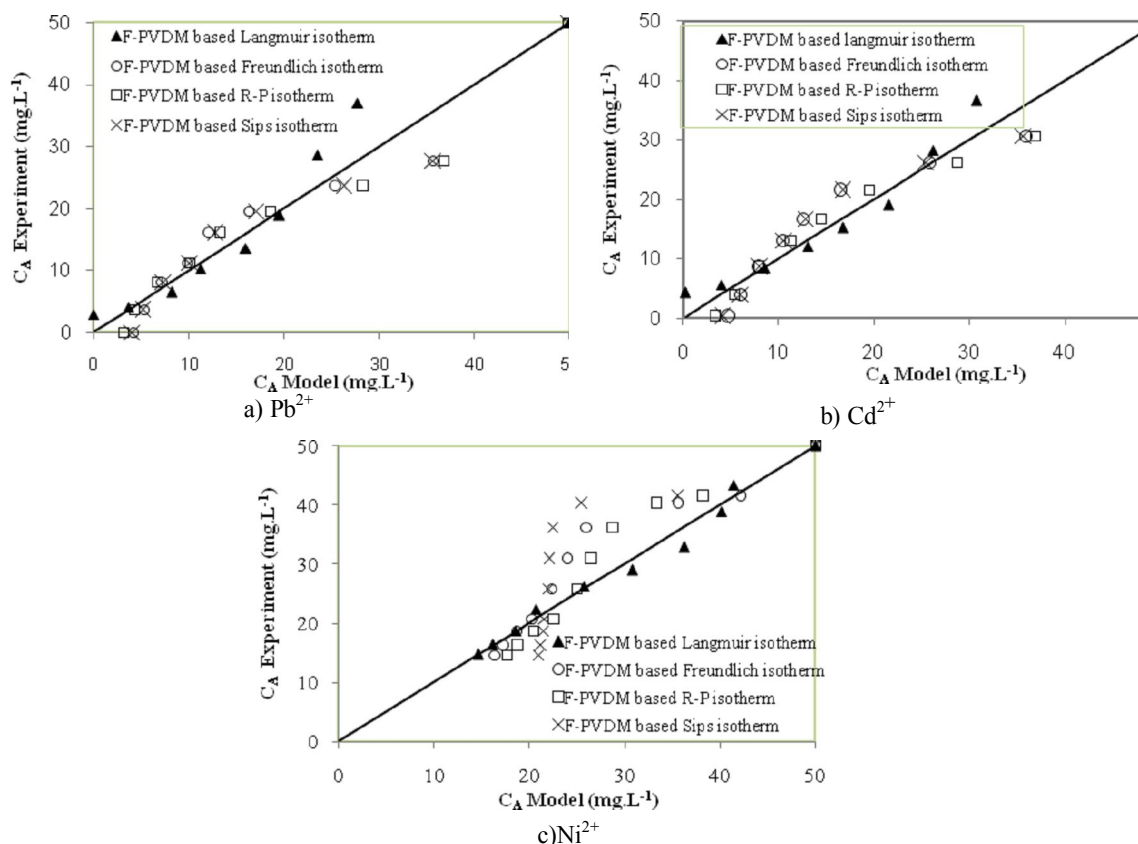 50
40
30
20
10
0
C_A Experiment (mg.L⁻¹)
▲F-PVDM based Langmuir isotherm
○F-PVDM based Freundlich isotherm
□F-PVDM based R-P isotherm
×F-PVDM based Sips isotherm
0 10 20 30 40 50
C_A Model (mg.L⁻¹)
a) Pb²⁺
50
40
30
20
10
0
C_A Experiment (mg.L⁻¹)
▲F-PVDM based langmuir isotherm
○F-PVDM based Freundlich isotherm
□F-PVDM based R-P isotherm
×F-PVDM based Sips isotherm
0 10 20 30 40
C_A Model (mg.L⁻¹)
b) Cd²⁺
50
40
30
20
10
0
C_A Experiment (mg.L⁻¹)
▲F-PVDM based Langmuir isotherm
○F-PVDM based Freundlich isotherm
□F-PVDM based R-P isotherm
×F-PVDM based Sips isotherm
0 10 20 30 40 50
C_A Model (mg.L⁻¹)
c)Ni²⁺